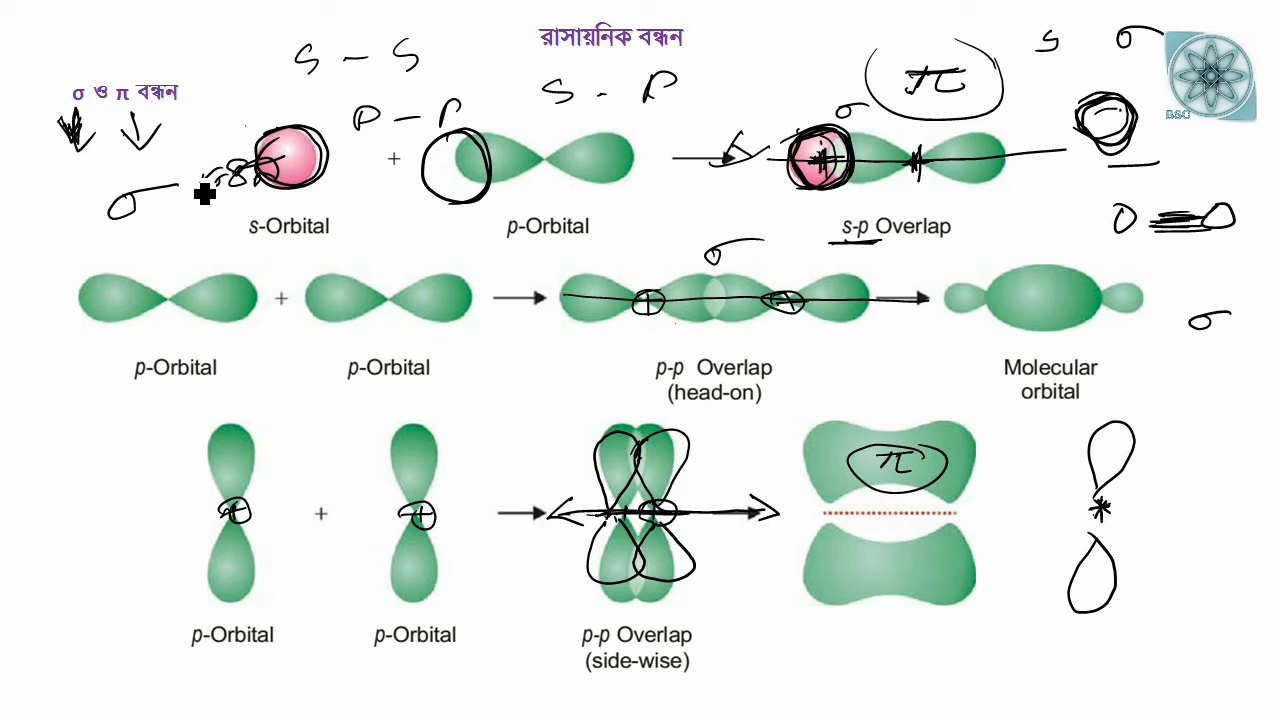 রাসায়নিক বন্ধন
S - S
S σ
σ ও π বন্ধন
S - P
π
P - P
σ
BSC
+
σ
s-Orbital
p-Orbital
s-p Overlap
σ
+
σ
p-Orbital
p-Orbital
p-p Overlap
(head-on)
Molecular
orbital
π
+
p-Orbital
p-Orbital
p-p Overlap
(side-wise)